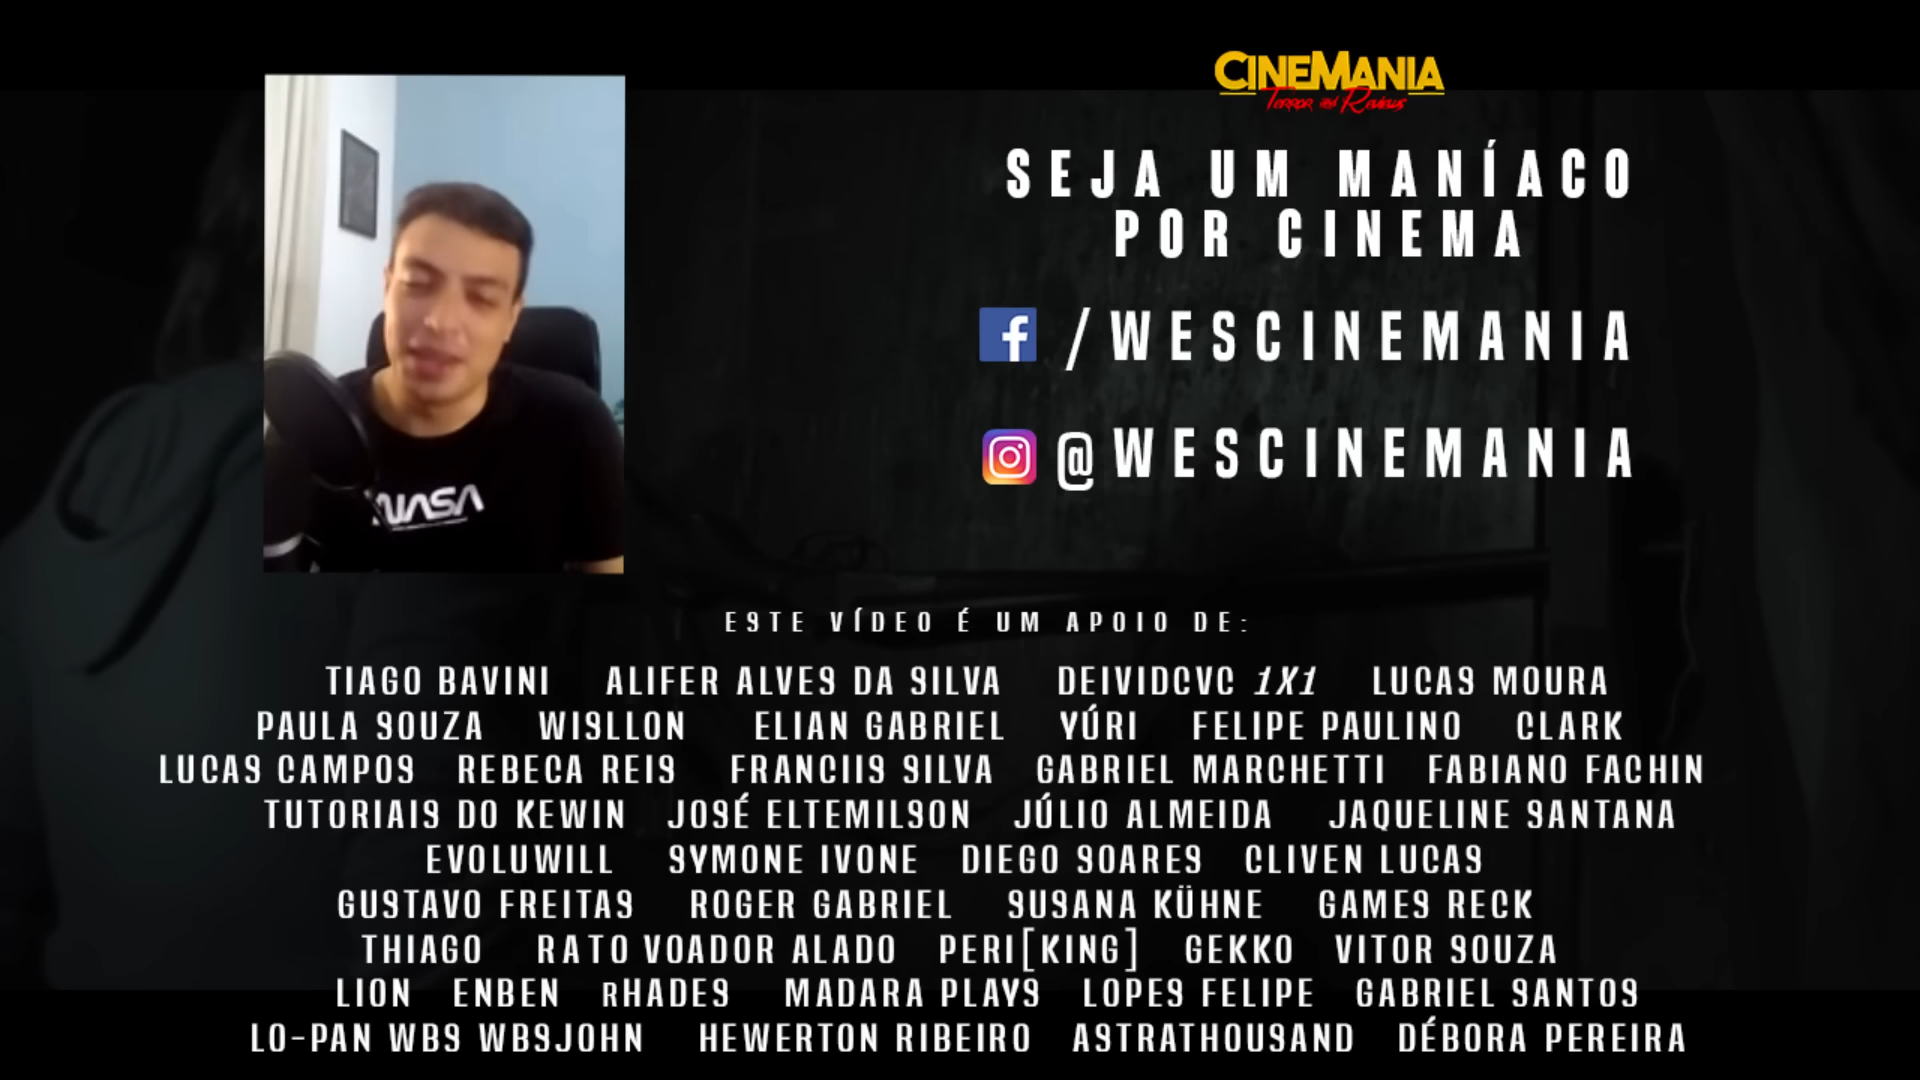 CINEMANIA
Terror and Reviews
SEJA UM MANÍACO
POR CINEMA
/WESCINEMANIA
@WESCINEMANIA
NASA
ESTE VÍDEO É UM APOIO DE:
TIAGO BAVINI ALIFER ALVES DA SILVA DEIVIDCVC 1X1 LUCAS MOURA
PAULA SOUZA WISLLON ELIAN GABRIEL YÚRI FELIPE PAULINO CLARK
LUCAS CAMPOS REBECA REIS FRANCIIS SILVA GABRIEL MARCHETTI FABIANO FACHIN
TUTORIAIS DO KEWIN JOSÉ ELTEMILSON JÚLIO ALMEIDA JAQUELINE SANTANA
EVOLUWILL SYMONE IVONE DIEGO SOARES CLIVEN LUCAS
GUSTAVO FREITAS ROGER GABRIEL SUSANA KÜHNE GAMES RECK
THIAGO RATO VOADOR ALADO PERI[KING] GEKKO VITOR SOUZA
LION ENBEN RHADES MADARA PLAYS LOPES FELIPE GABRIEL SANTOS
LO-PAN WBS WBSJOHN HEWERTON RIBEIRO ASTRATHOUSAND DÉBORA PEREIRA